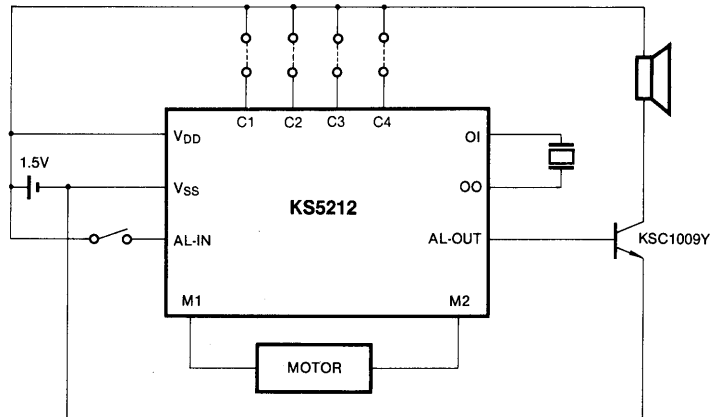 C1 C2 C3 C4
VDD
OI
1.5V
VSS
OO
KS5212
AL-IN
AL-OUT
KSC1009Y
M1
M2
MOTOR